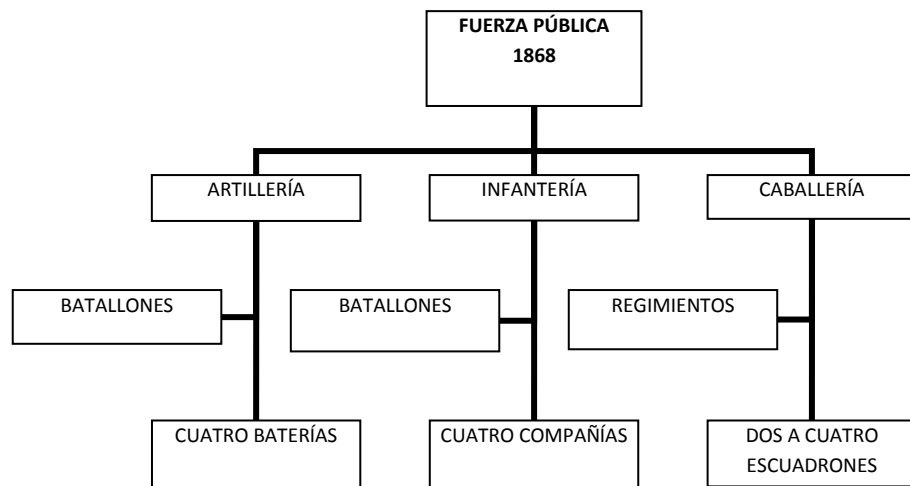 FUERZA PÚBLICA
1868
ARTILLERÍA
INFANTERÍA
CABALLERÍA
BATALLONES
BATALLONES
REGIMIENTOS
CUATRO BATERÍAS
CUATRO COMPAÑÍAS
DOS A CUATRO
ESCUADRONES